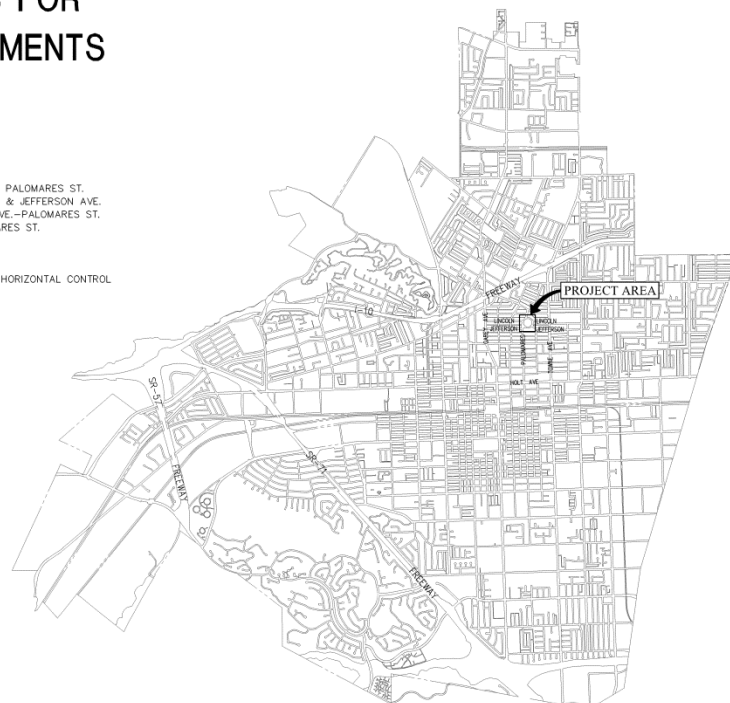 FOR
MENTS
PALOMARES ST.
& JEFFERSON AVE.
VE.-PALOMARES ST.
RES ST.
HORIZONTAL CONTROL
FREEWAY
PROJECT AREA
I-10
GAREY AVE
LINCOLN
LINCOLN
JEFFERSON
JEFFERSON
PALOMARES
TOWNE AVE
HOLT AVE
SR-57
FREEWAY
SR-71
FREEWAY